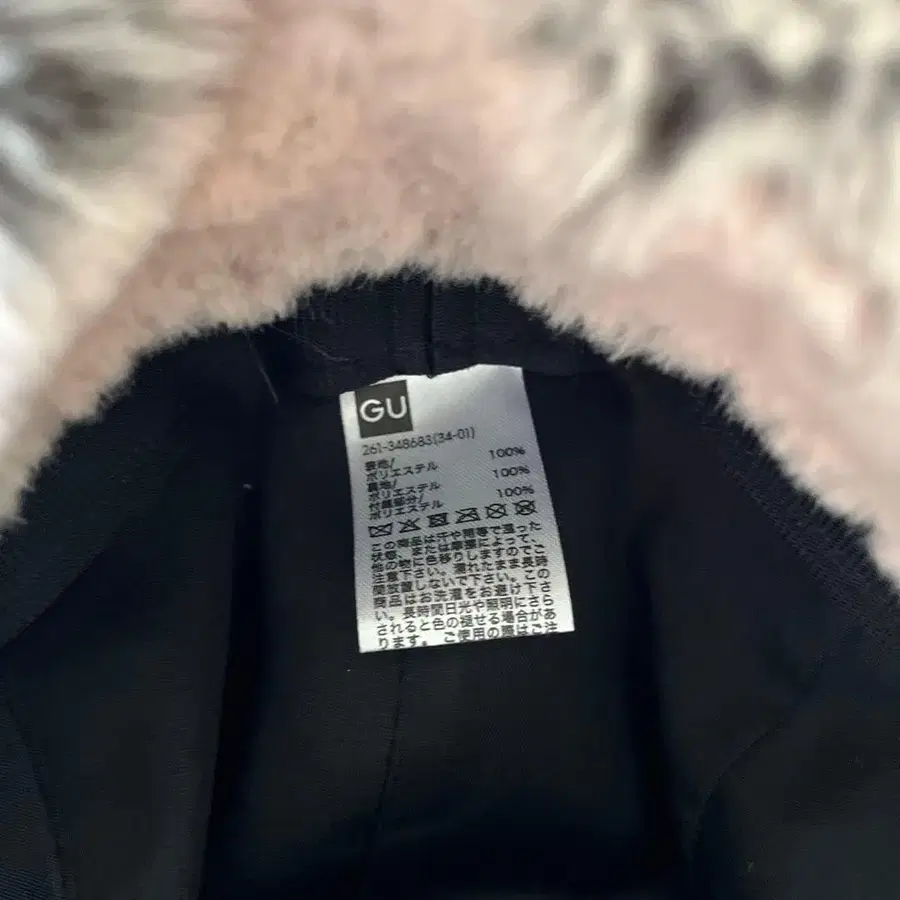 GU
261-348683(34-01)
表地/
ポリエステル 100%
裏地/
ポリエステル 100%
付属部分/
ポリエステル 100%
この商品は汗や雨等で湿った
状態、または摩擦によって、
他の物に色移りしますのでご
注意下さい。濡れたまま長時
間放置しないで下さい。この
商品はお洗濯をお避け下さ
い。長時間日光や照明にさら
されると色の褪せる場合があ
ります。ご使用の際はご注